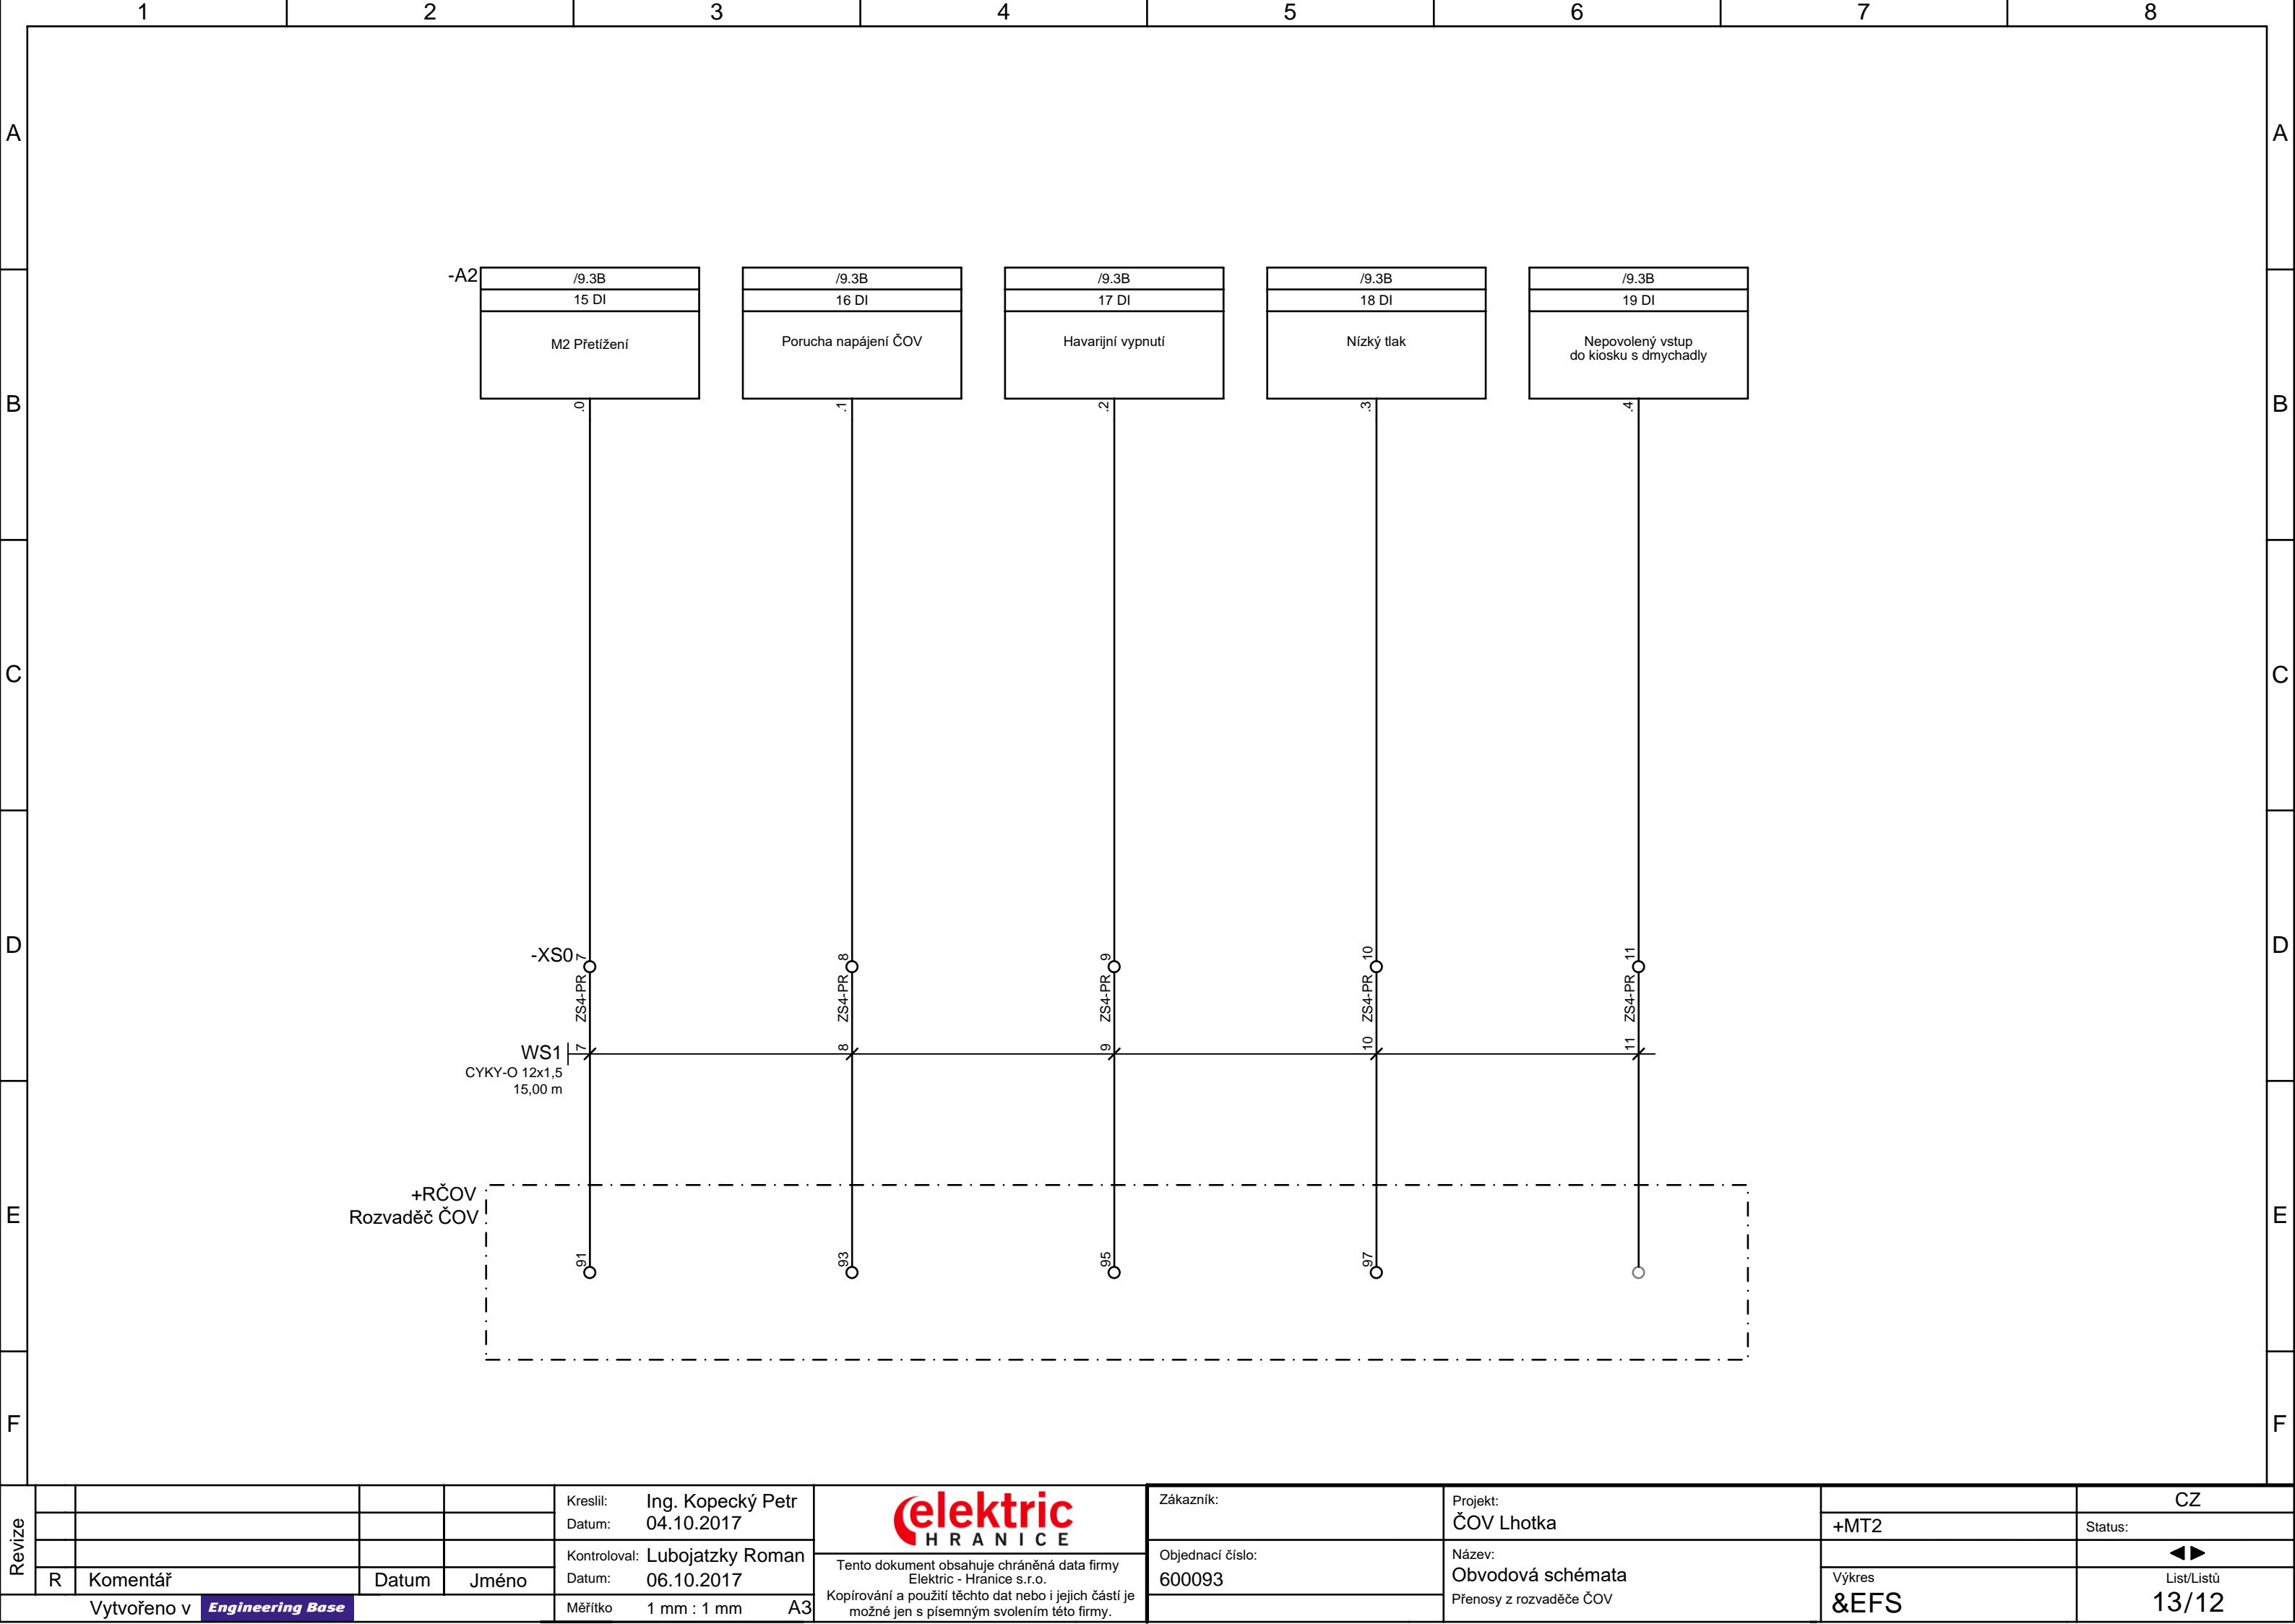 1 2 3 4 5 6 7 8
A A
-A2
/9.3B /9.3B /9.3B /9.3B /9.3B
15 DI 16 DI 17 DI 18 DI 19 DI
M2 Přetížení
Porucha napájení ČOV
Havarijní vypnutí
Nízký tlak
Nepovolený vstup
do kiosku s dmychadly
B B
.0 .1 .2 .3 .4
C C
D D
-XS0
7 8 9 10 11
ZS4-PR ZS4-PR ZS4-PR ZS4-PR ZS4-PR
WS1
7 8 9 10 11
CYKY-O 12x1,5
15,00 m
+RČOV
Rozvaděč ČOV
E E
91 93 95 97
F F
Revize
R Komentář Datum Jméno
Vytvořeno v Engineering Base
Kreslil: Ing. Kopecký Petr
Datum: 04.10.2017
Kontroloval: Lubojatzky Roman
Datum: 06.10.2017
Měřítko 1 mm : 1 mm A3
elektric
HRANICE
Tento dokument obsahuje chráněná data firmy
Elektric - Hranice s.r.o.
Kopírování a použití těchto dat nebo i jejich částí je
možné jen s písemným svolením této firmy.
Zákazník:
Objednací číslo:
600093
Projekt:
ČOV Lhotka
Název:
Obvodová schémata
Přenosy z rozvaděče ČOV
+MT2
Výkres
&EFS
CZ
Status:
List/Listů
13/12